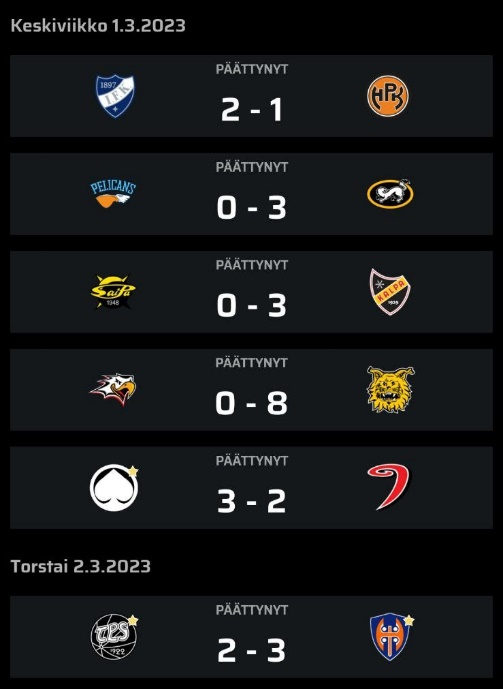 Keskiviikko 1.3.2023
PÄÄTTYNYT
1897
IFK
2 - 1
HPK
PÄÄTTYNYT
PELICANS
0 - 3
PÄÄTTYNYT
SaiPa
1948
0 - 3
KALPA
1929
PÄÄTTYNYT
0 - 8
PÄÄTTYNYT
3 - 2
Torstai 2.3.2023
PÄÄTTYNYT
TPS
1922
2 - 3